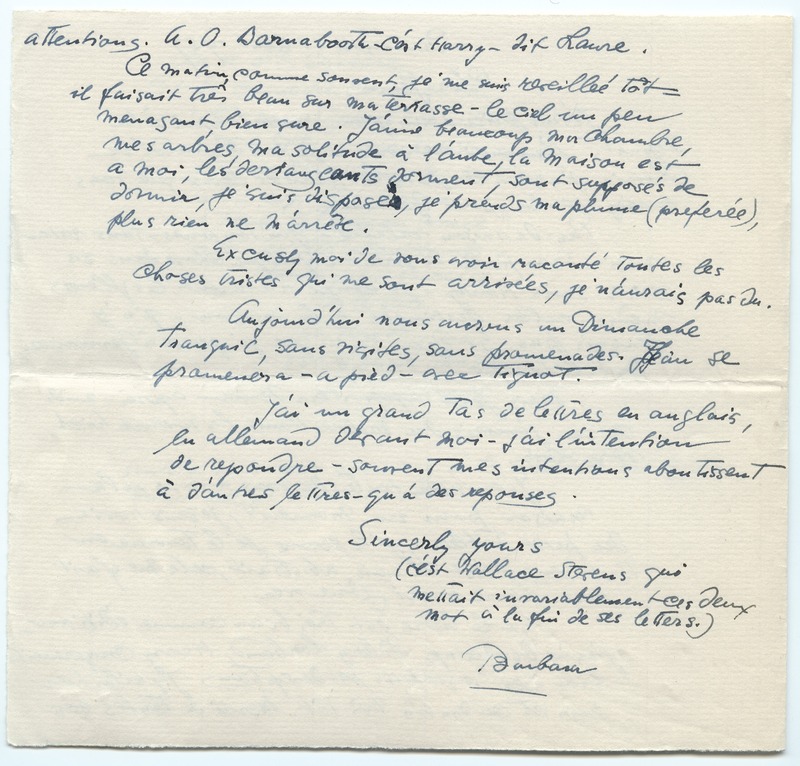 attentions. A. O. Barnabooth - c'est Harry - dit Laure.
Ce matin, comme souvent, je me suis reseilleé tôt -
il faisait très beau sur ma terrasse - le ciel un peu
menaçant bien sure. J'aime beaucoup ma chambre,
mes arbres, ma solitude à l'aube, la maison est
a moi, les derrangeants dorment, sont supposés de
dormir, je suis disposeé, je prends ma plume (preferée),
plus rien ne m'arrête.
Excusez moi de vous avoir raconté toutes les
choses tristes qui me sont arrivées, je n'aurais pas du.
Aujourd'hui nous aurons un Dimanche
tranquil, sans visites, sans promenades. Jean se
promenera - a pied - avec Tignot.
J'ai un grand tas de lettres en anglais,
en allemand devant moi - j'ai l'intention
de repondre - souvent mes intentions aboutissent
à d'autres lettres - qu'à des reponses.
Sincerly yours
(c'est Wallace Stevens qui
mettait invariablement ces deux
mot à la fin de ses letters.)
Barbara